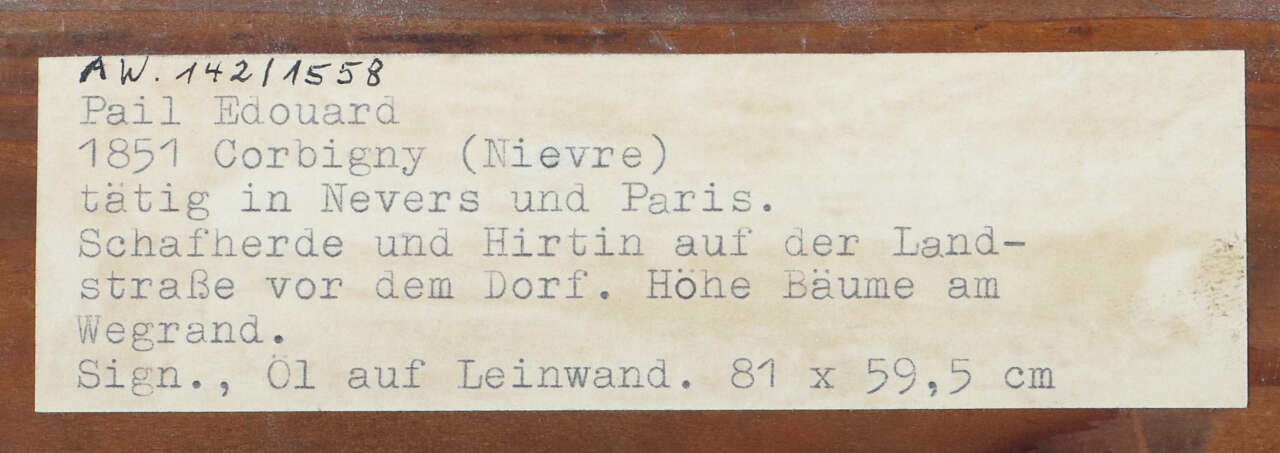 AW. 142/1558
Pail Edouard
1851 Corbigny (Nievre)
tätig in Nevers und Paris.
Schafherde und Hirtin auf der Land-
straße vor dem Dorf. Höhe Bäume am
Wegrand.
Sign., Öl auf Leinwand. 81 x 59,5 cm